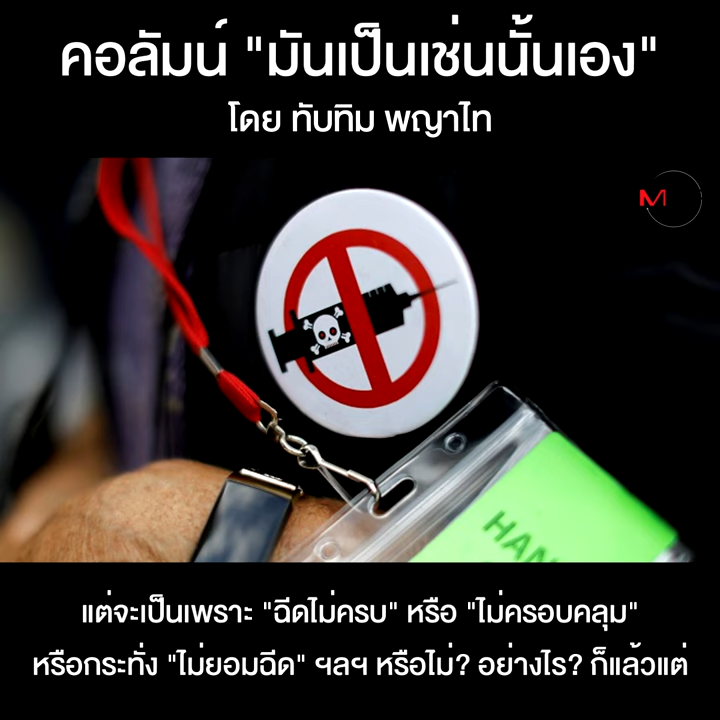 คอลัมน์ "มันเป็นเช่นนั้นเอง"
โดย ทับทิม พญาไท
M
HAN
แต่จะเป็นเพราะ "ฉีดไม่ครบ" หรือ "ไม่ครอบคลุม"
หรือกระทั่ง "ไม่ยอมฉีด" ฯลฯ หรือไม่? อย่างไร? ก็แล้วแต่